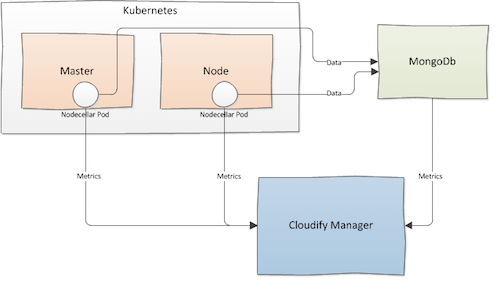 Kubernetes
Master
Node
MongoDb
Data
Data
Nodecellar Pod
Nodecellar Pod
Metrics
Metrics
Metrics
Cloudify Manager